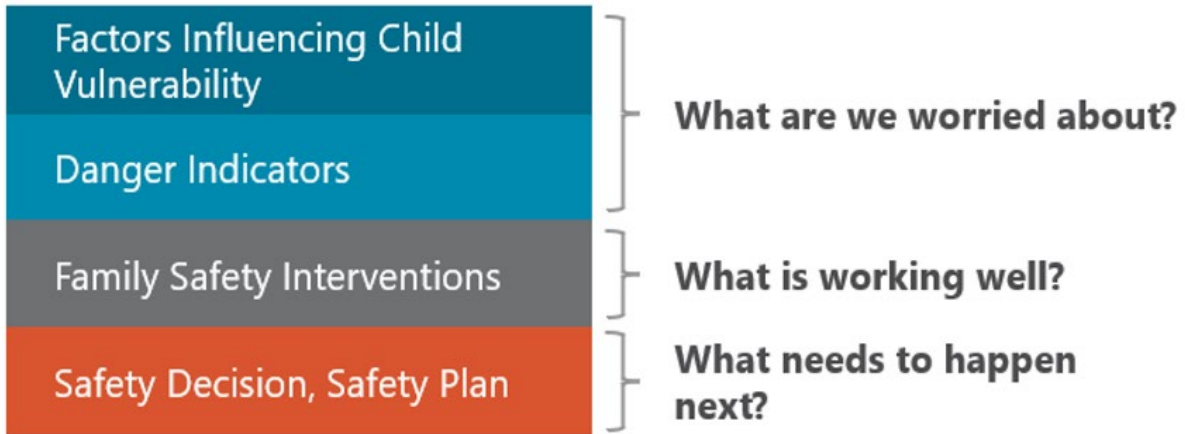 Factors Influencing Child
Vulnerability
What are we worried about?
Danger Indicators
Family Safety Interventions
What is working well?
Safety Decision, Safety Plan
What needs to happen
next?